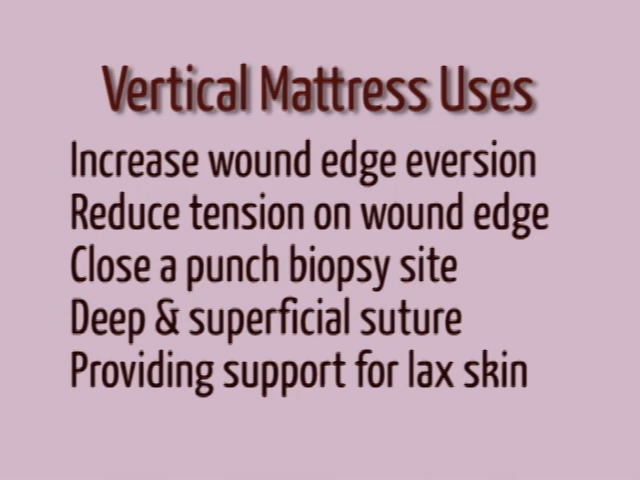 Vertical Mattress Uses
Increase wound edge eversion
Reduce tension on wound edge
Close a punch biopsy site
Deep & superficial suture
Providing support for lax skin